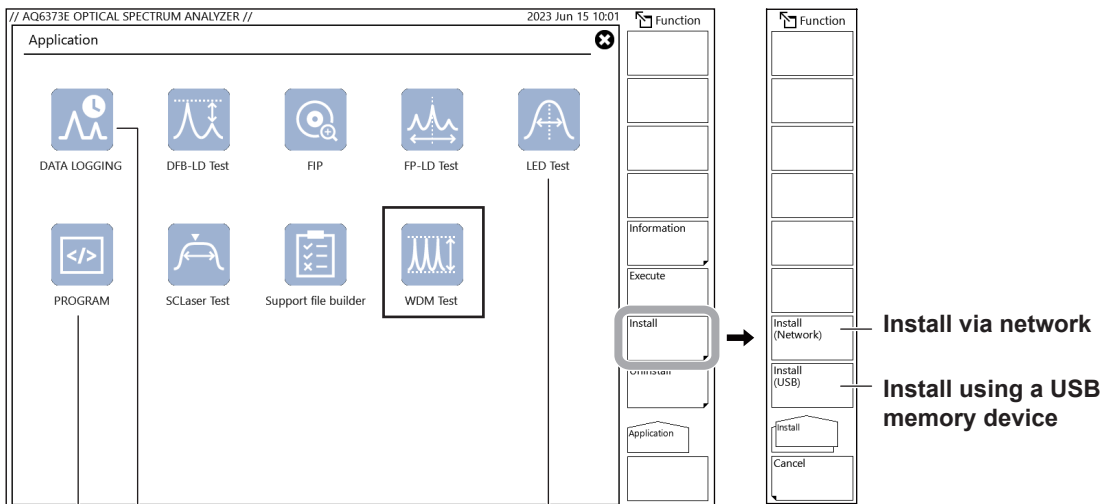 // AQ6373E OPTICAL SPECTRUM ANALYZER // 2023 Jun 15 10:01
Application
DATA LOGGING DFB-LD Test FIP FP-LD Test LED Test
</>
PROGRAM SCLaser Test Support file builder WDM Test
Function
Information
Execute
Install
Uninstall
Application
Function
Install
(Network)
Install
(USB)
Install
Cancel
Install via network
Install using a USB
memory device